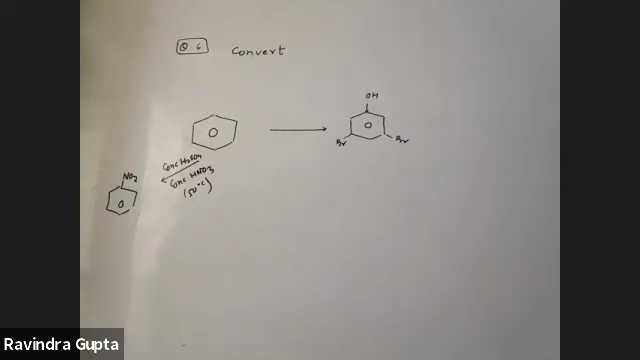 Q.6 Convert
OH
Br Br
Conc H2SO4
Conc HNO3
(50°C)
NO2
Ravindra Gupta